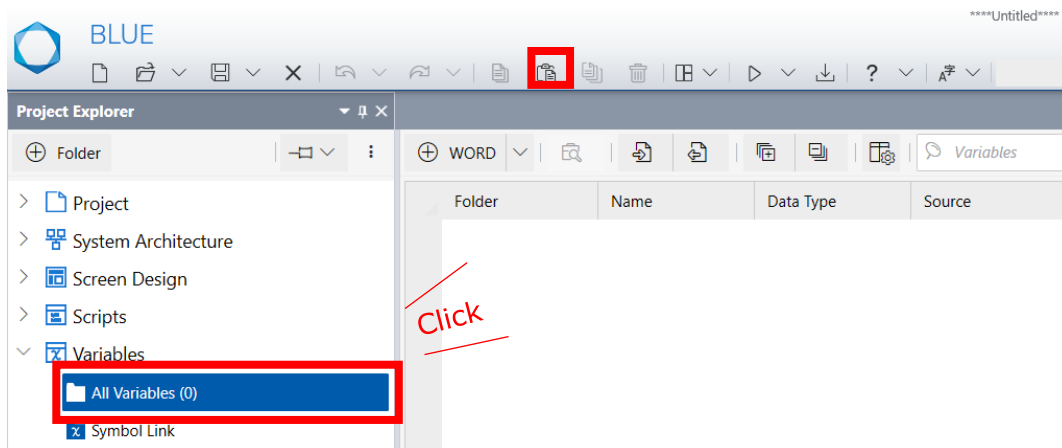 ****Untitled****
BLUE
Project Explorer
Folder
WORD
Variables
Folder Name Data Type Source
Project
System Architecture
Screen Design
Scripts
Variables
All Variables (0)
Symbol Link
Click